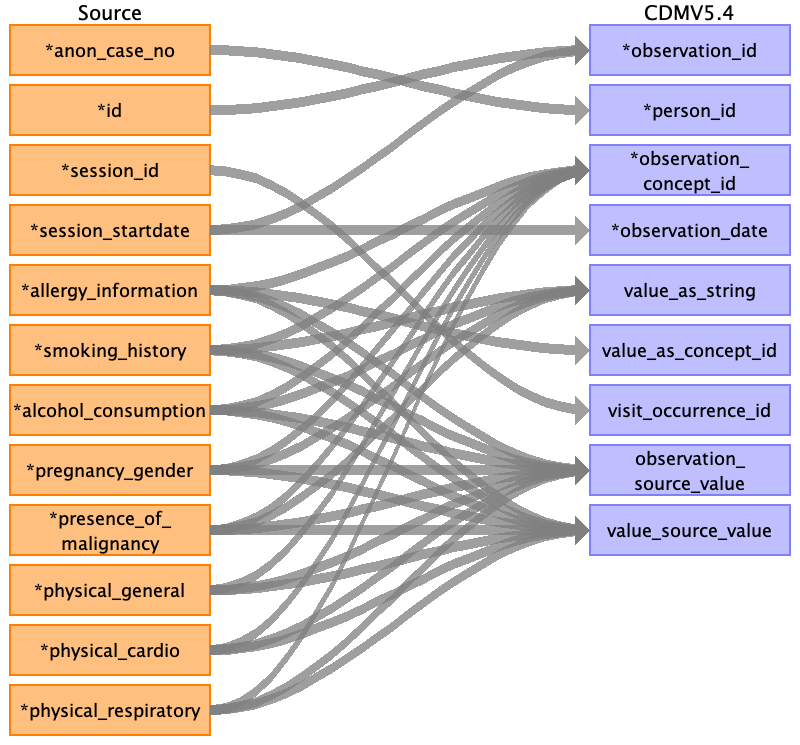 Source
CDMV5.4
*anon_case_no
*observation_id
*id
*person_id
*session_id
*observation_
concept_id
*session_startdate
*observation_date
*allergy_information
value_as_string
*smoking_history
value_as_concept_id
*alcohol_consumption
visit_occurrence_id
*pregnancy_gender
observation_
source_value
*presence_of_
malignancy
value_source_value
*physical_general
*physical_cardio
*physical_respiratory